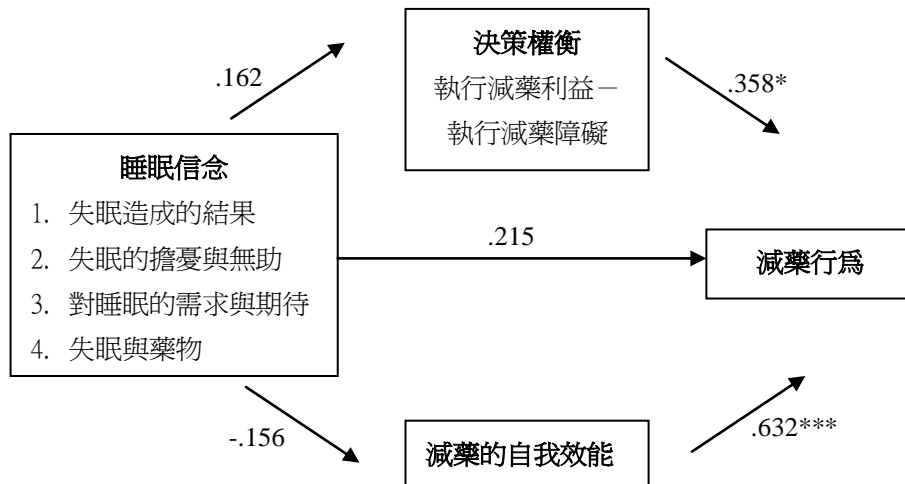 決策權衡
執行減藥利益－
執行減藥障礙
.162
.358*
睡眠信念
1. 失眠造成的結果
2. 失眠的擔憂與無助
3. 對睡眠的需求與期待
4. 失眠與藥物
.215
減藥行為
-.156
減藥的自我效能
.632***